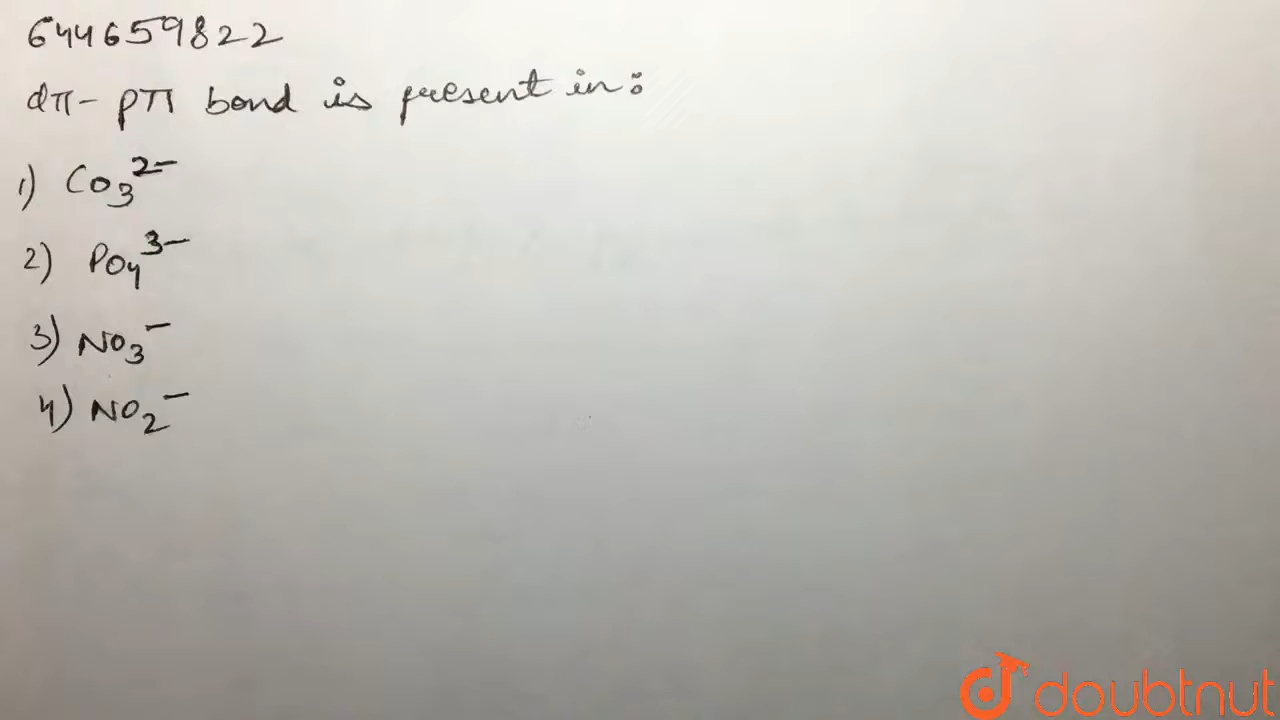 644659822
dπ - pπ bond is present in:
1) CO3^2-
2) PO4^3-
3) NO3^-
4) NO2^-
doubtnut